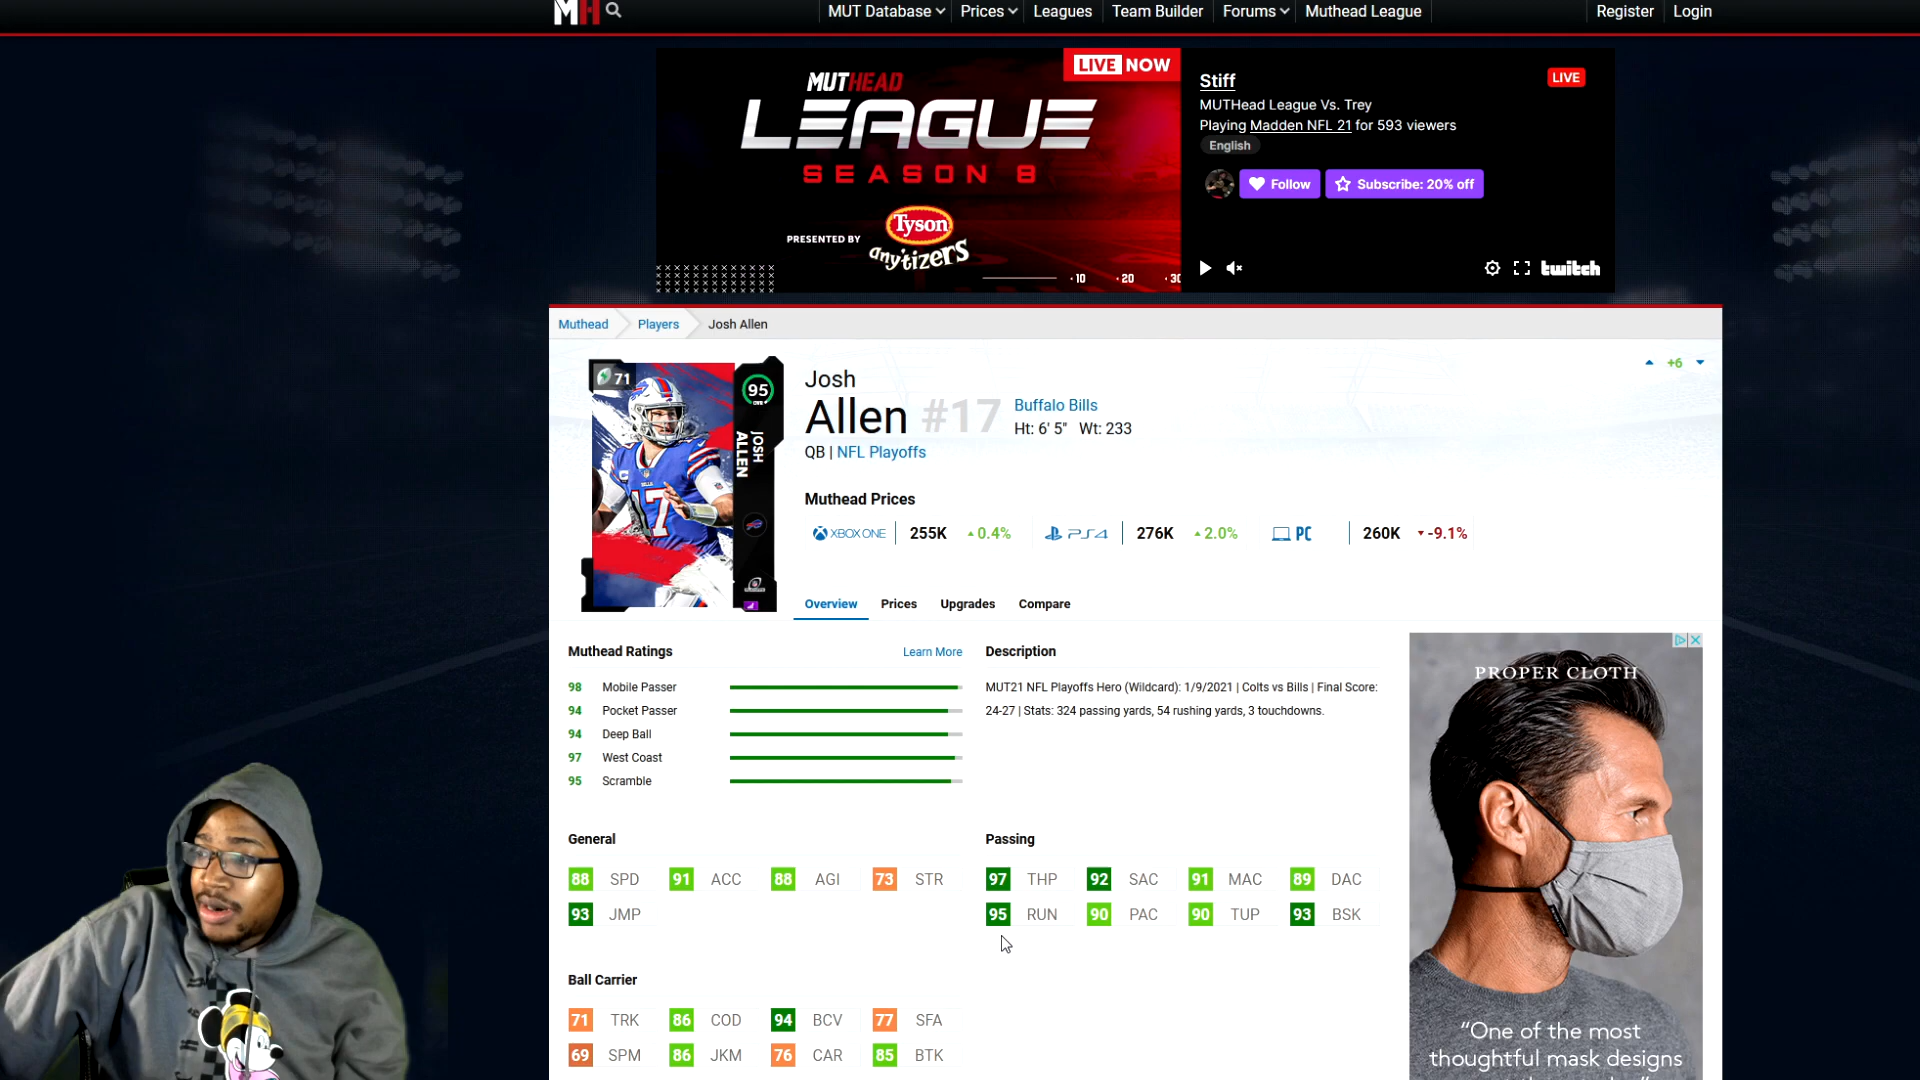 MH
MUT Database Prices Leagues Team Builder Forums Muthead League Register Login
LIVE NOW
MUTHEAD
LEAGUE
SEASON 8
PRESENTED BY Tyson any'tizers
10 20 30
Stiff LIVE
MUTHead League Vs. Trey
Playing Madden NFL 21 for 593 viewers
English
Follow Subscribe: 20% off
twitch
Muthead Players Josh Allen
71 95 OVR
JOSH ALLEN
17
+6
Josh
Allen #17
Buffalo Bills
Ht: 6' 5" Wt: 233
QB | NFL Playoffs
Muthead Prices
XBOX ONE 255K 0.4% PS4 276K 2.0% PC 260K -9.1%
Overview Prices Upgrades Compare
Muthead Ratings Learn More
98 Mobile Passer
94 Pocket Passer
94 Deep Ball
97 West Coast
95 Scramble
Description
MUT21 NFL Playoffs Hero (Wildcard): 1/9/2021 | Colts vs Bills | Final Score:
24-27 | Stats: 324 passing yards, 54 rushing yards, 3 touchdowns.
General
88 SPD 91 ACC 88 AGI 73 STR
93 JMP
Passing
97 THP 92 SAC 91 MAC 89 DAC
95 RUN 90 PAC 90 TUP 93 BSK
Ball Carrier
71 TRK 86 COD 94 BCV 77 SFA
69 SPM 86 JKM 76 CAR 85 BTK
PROPER CLOTH
“One of the most
thoughtful mask designs